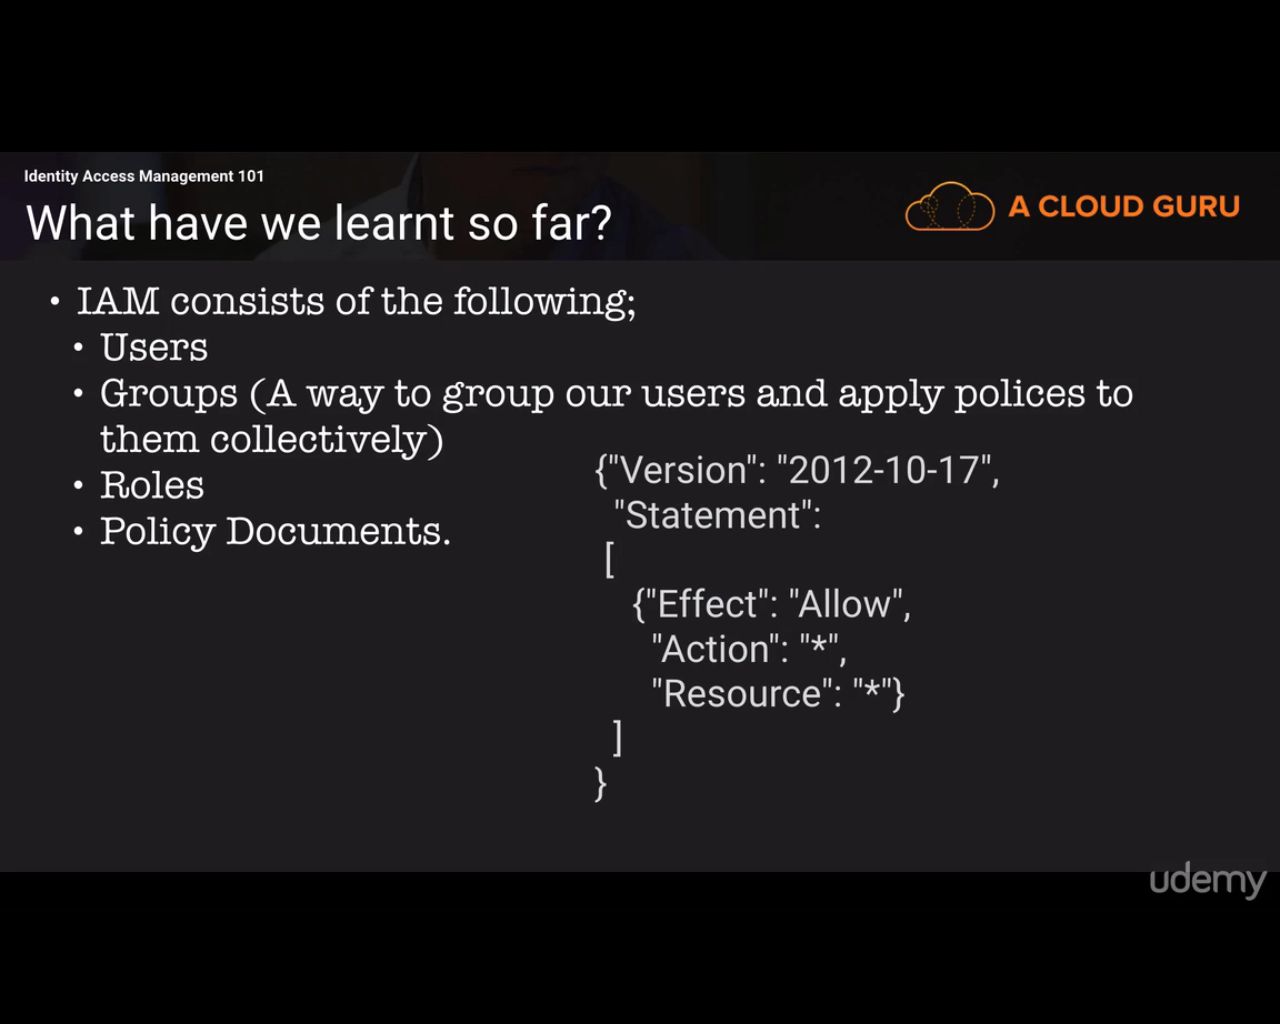 Identity Access Management 101
What have we learnt so far?
A CLOUD GURU
• IAM consists of the following;
• Users
• Groups (A way to group our users and apply polices to
them collectively)
• Roles
• Policy Documents.
{"Version": "2012-10-17",
"Statement":
[
{"Effect": "Allow",
"Action": "*",
"Resource": "*"}
]
}
udemy